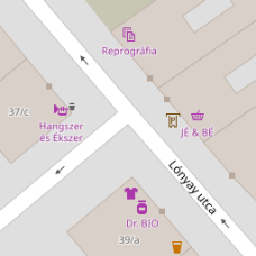 Reprográfia
37/c
Hangszer
és Ékszer
JÉ & BÉ
Lónyay utca
Dr. BIO
39/a